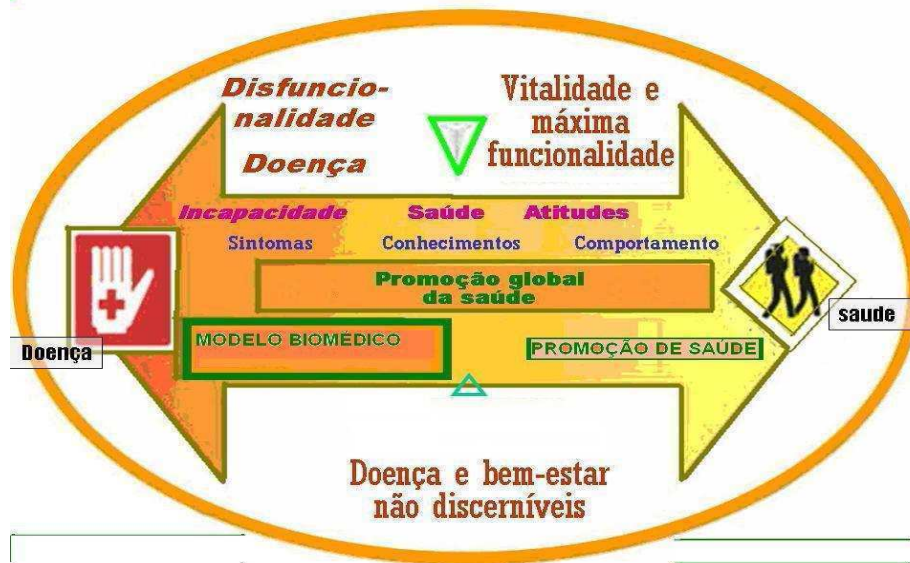 Disfuncio-
nalidade
Doença
Vitalidade e
máxima
funcionalidade
Incapacidade Saúde Atitudes
Sintomas Conhecimentos Comportamento
Promoção global
da saúde
saude
Doença
MODELO BIOMÉDICO
PROMOÇÃO DE SAÚDE
Doença e bem-estar
não discerníveis